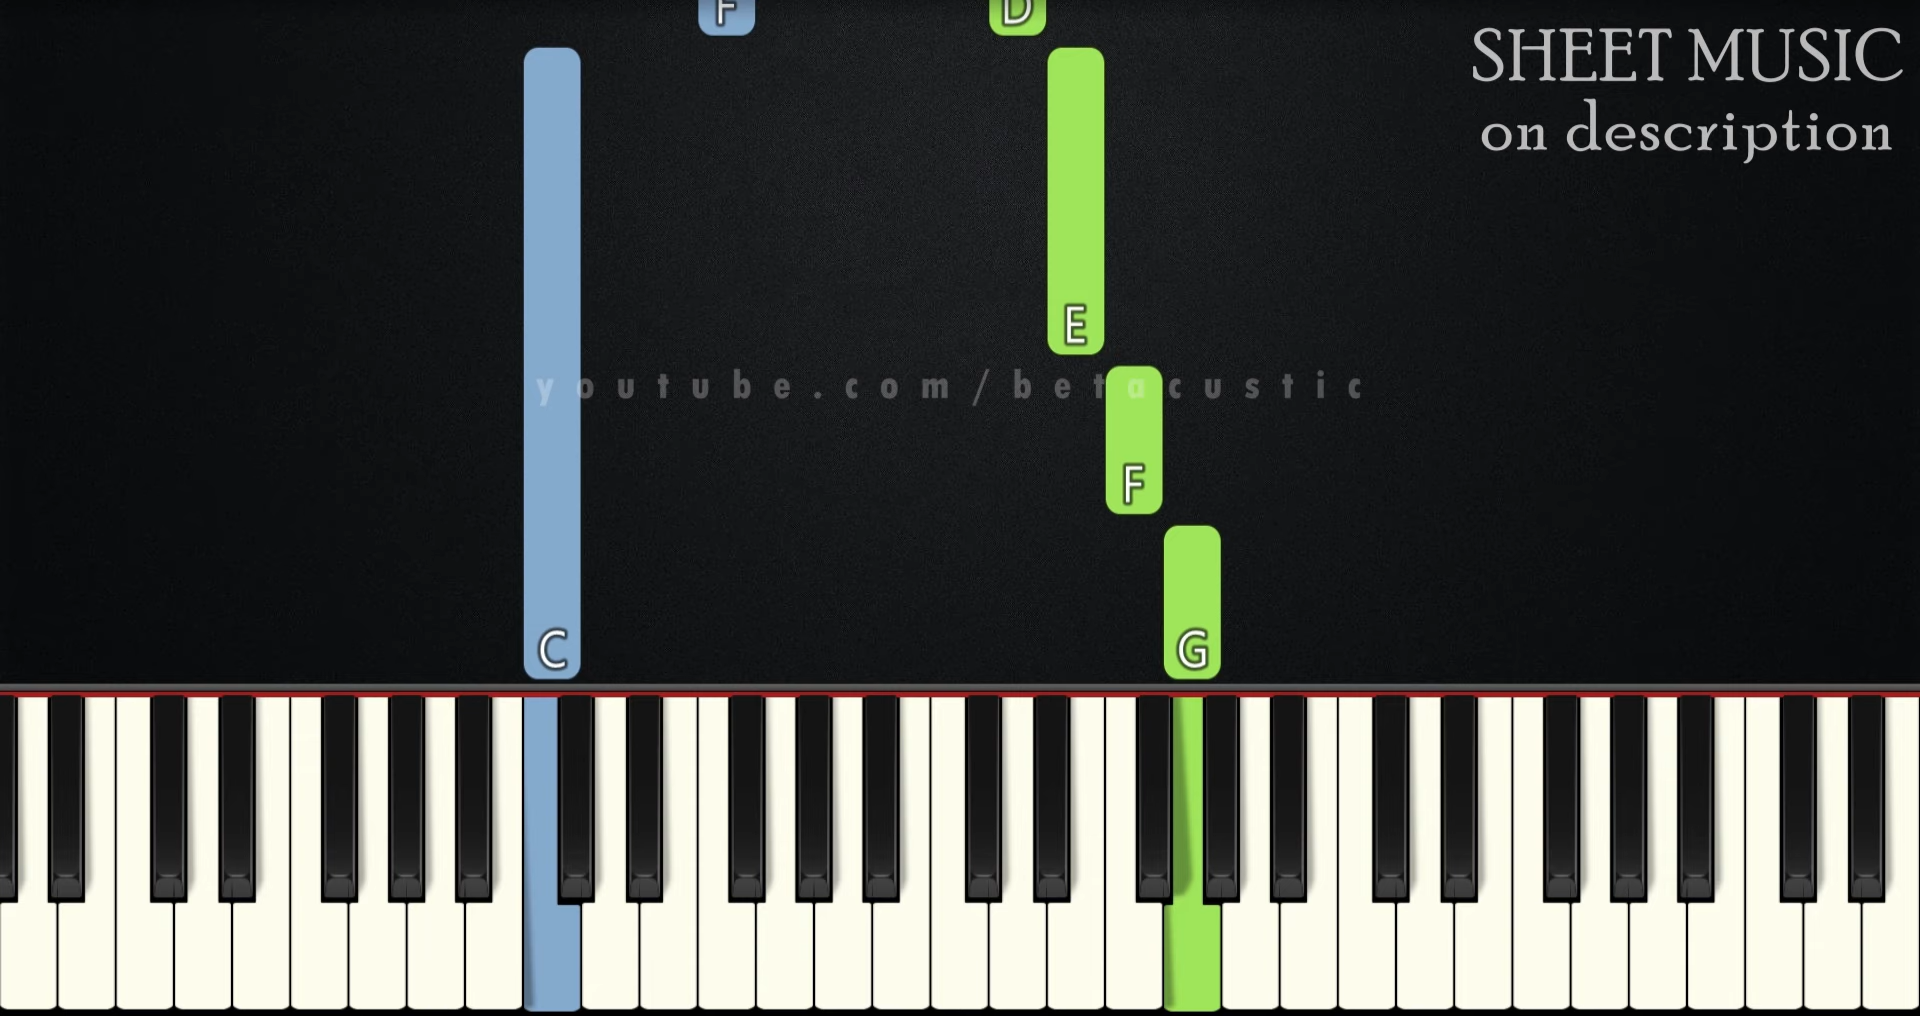 F D
SHEET MUSIC
on description
E
youtube.com/betacustic
F
C G